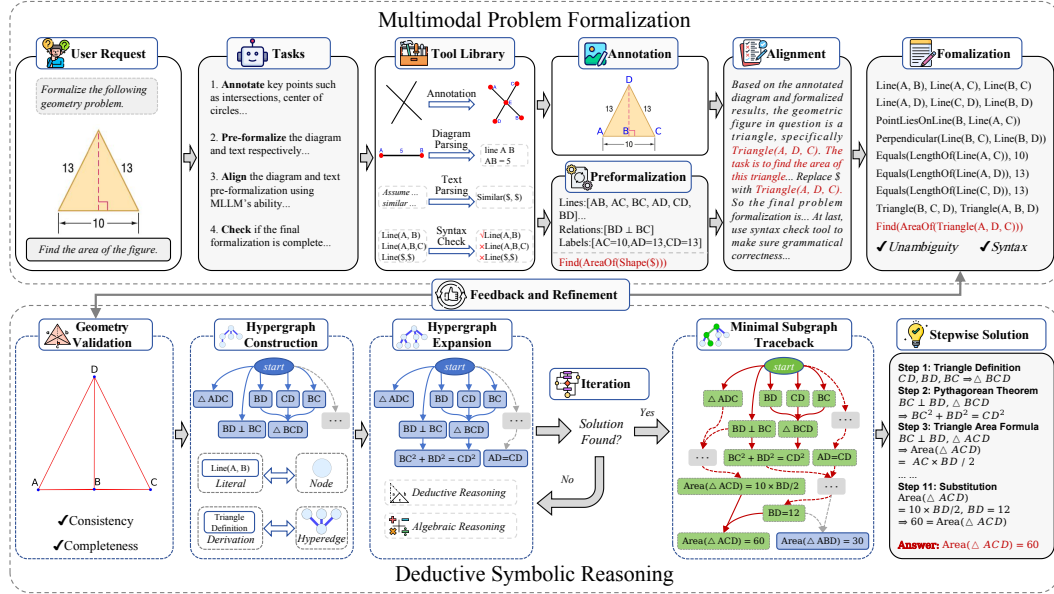 Multimodal Problem Formalization
User Request
Formalize the following
geometry problem.
13
13
10
Find the area of the figure.
Tasks
1. Annotate key points such
as intersections, center of
circles...
2. Pre-formalize the diagram
and text respectively...
3. Align the diagram and text
pre-formalization using
MLLM's ability...
4. Check if the final
formalization is complete...
Tool Library
Annotation
A
D
E
D
B
Diagram
Parsing
A
5
B
line A B
AB = 5
Text
Parsing
Assume ...
similar ...
Similar($, $)
Syntax
Check
Line(A, B)
Line(A,B,C)
Line($,$)
√Line(A,B)
×Line(A,B,C)
×Line($,$)
Annotation
D
13
13
A
B
C
10
Preformalization
Lines:[AB, AC, BC, AD, CD,
BD]...
Relations:[BD ⊥ BC]
Labels:[AC=10,AD=13,CD=13]
Find(AreaOf(Shape($)))
Alignment
Based on the annotated
diagram and formalized
results, the geometric
figure in question is a
triangle, specifically
Triangle(A, D, C). The
task is to find the area of
this triangle... Replace $
with Triangle(A, D, C).
So the final problem
formalization is... At last,
use syntax check tool to
make sure grammatical
correctness...
Fomalization
Line(A, B), Line(A, C), Line(B, C)
Line(A, D), Line(C, D), Line(B, D)
PointLiesOnLine(B, Line(A, C))
Perpendicular(Line(B, C), Line(B, D))
Equals(LengthOf(Line(A, C)), 10)
Equals(LengthOf(Line(A, D)), 13)
Equals(LengthOf(Line(C, D)), 13)
Triangle(B, C, D), Triangle(A, B, D)
Find(AreaOf(Triangle(A, D, C)))
✔Unambiguity ✔Syntax
Feedback and Refinement
Geometry
Validation
D
A
B
C
✔Consistency
✔Completeness
Hypergraph
Construction
start
△ ADC
BD
CD
BC
...
BD ⊥ BC
△ BCD
Line(A, B)
Literal
Node
Triangle
Definition
Derivation
Hyperedge
Hypergraph
Expansion
start
△ ADC
BD
CD
BC
...
BD ⊥ BC
△ BCD
BC² + BD² = CD²
AD=CD
Deductive Reasoning
Algebraic Reasoning
Iteration
Solution
Found?
Yes
No
Minimal Subgraph
Traceback
start
△ ADC
BD
CD
BC
...
BD ⊥ BC
△ BCD
...
BC² + BD² = CD²
AD=CD
Area(△ ACD) = 10 × BD/2
...
BD=12
Area(△ ACD) = 60
Area(△ ABD) = 30
Stepwise Solution
Step 1: Triangle Definition
CD, BD, BC ⇒△ BCD
Step 2: Pythagorean Theorem
BC ⊥ BD, △ BCD
⇒ BC² + BD² = CD²
Step 3: Triangle Area Formula
BC ⊥ BD, △ ACD
⇒ Area(△ ACD)
= AC × BD / 2
... ...
Step 11: Substitution
Area(△ ACD)
= 10 × BD/2, BD = 12
⇒ 60 = Area(△ ACD)
Answer: Area(△ ACD) = 60
Deductive Symbolic Reasoning